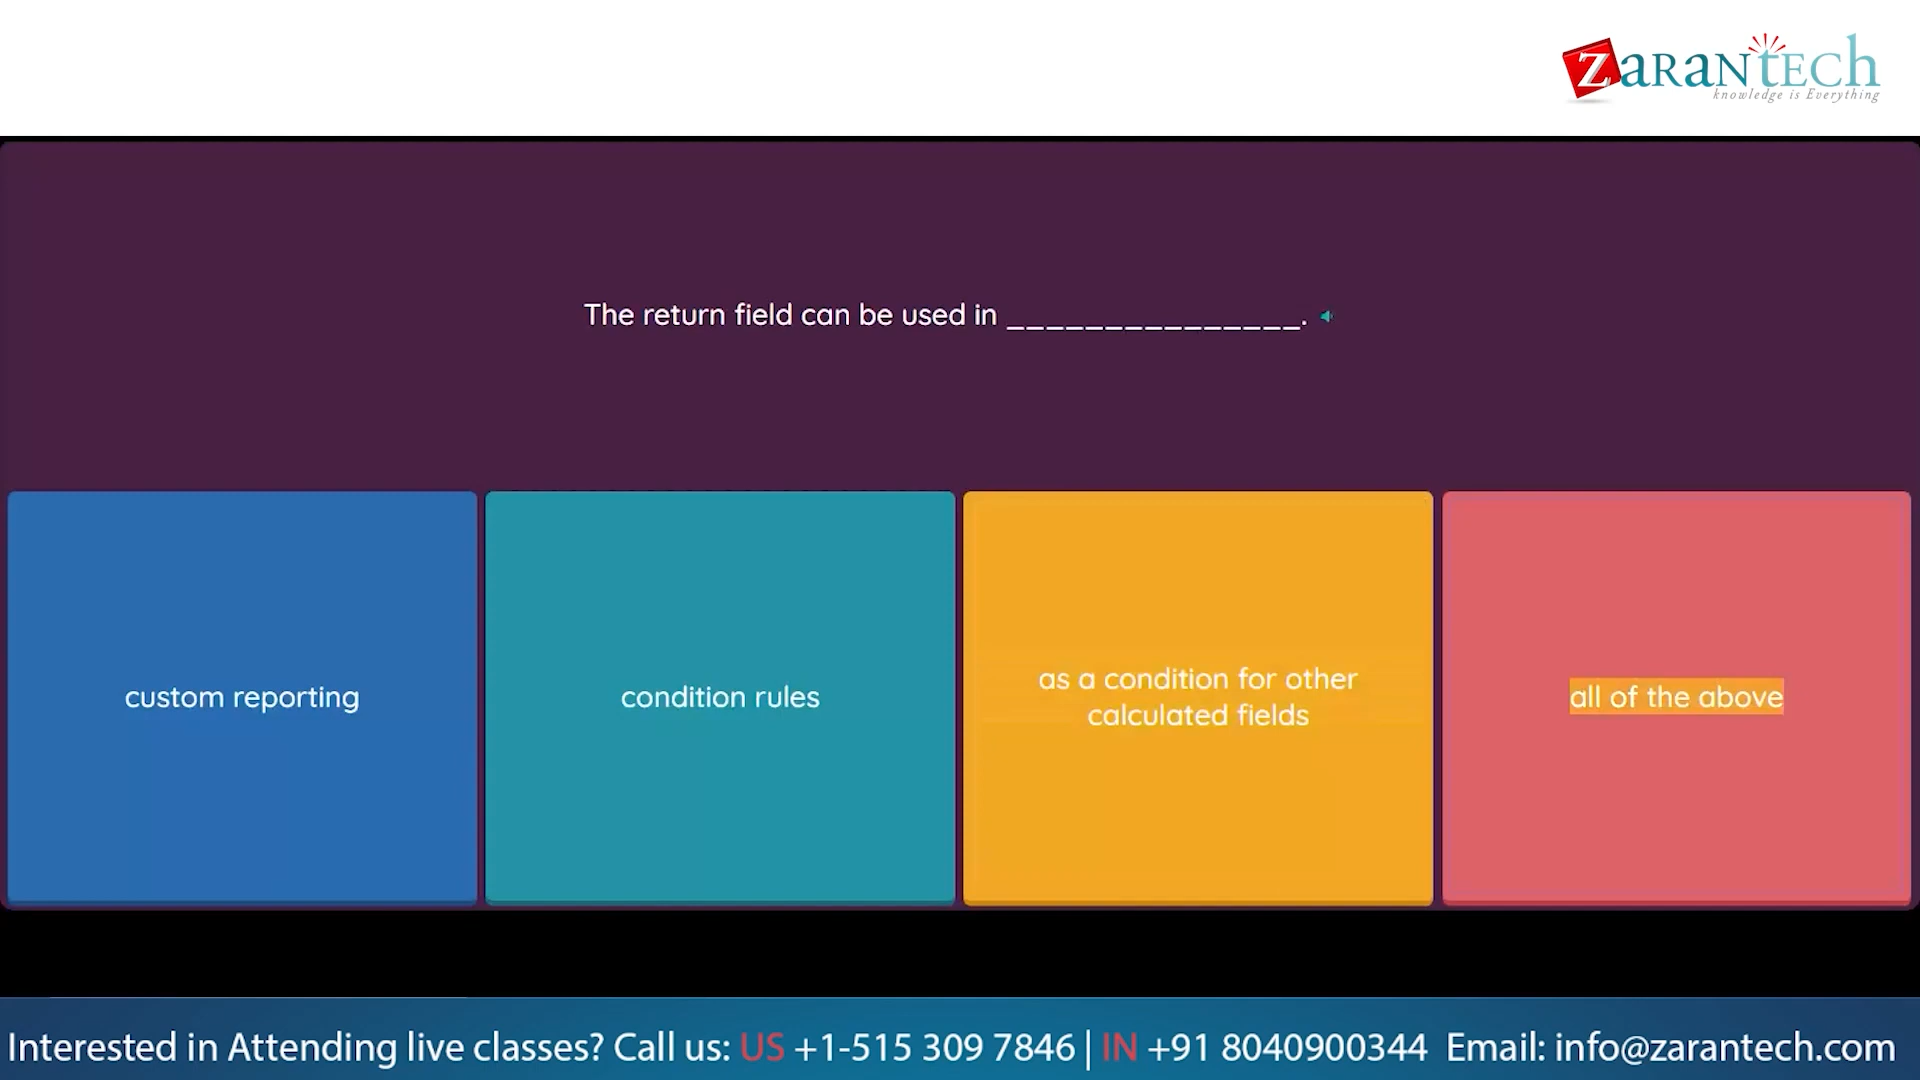 ZARANTECH
knowledge is Everything
The return field can be used in _______________.
custom reporting
condition rules
as a condition for other
calculated fields
all of the above
Interested in Attending live classes? Call us: US +1-515 309 7846 | IN +91 8040900344 Email: info@zarantech.com